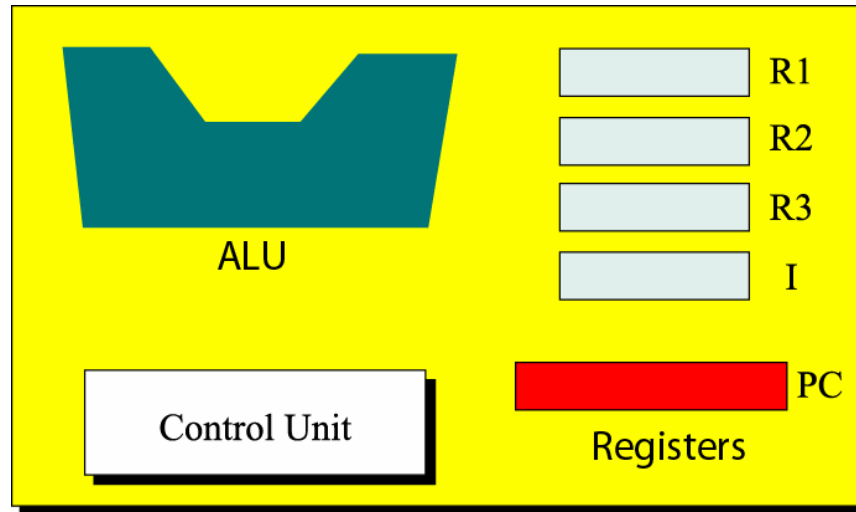 R1
R2
R3
ALU
I
PC
Control Unit
Registers